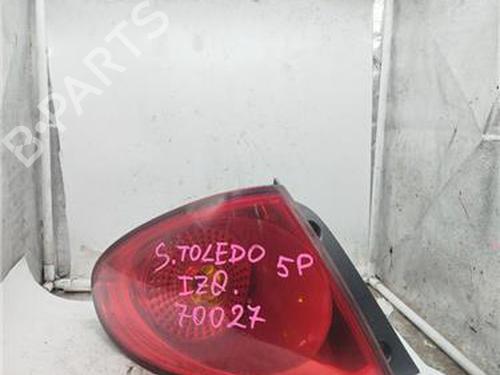 B-PARTS
S.TOLEDO 5P
IZQ.
70027